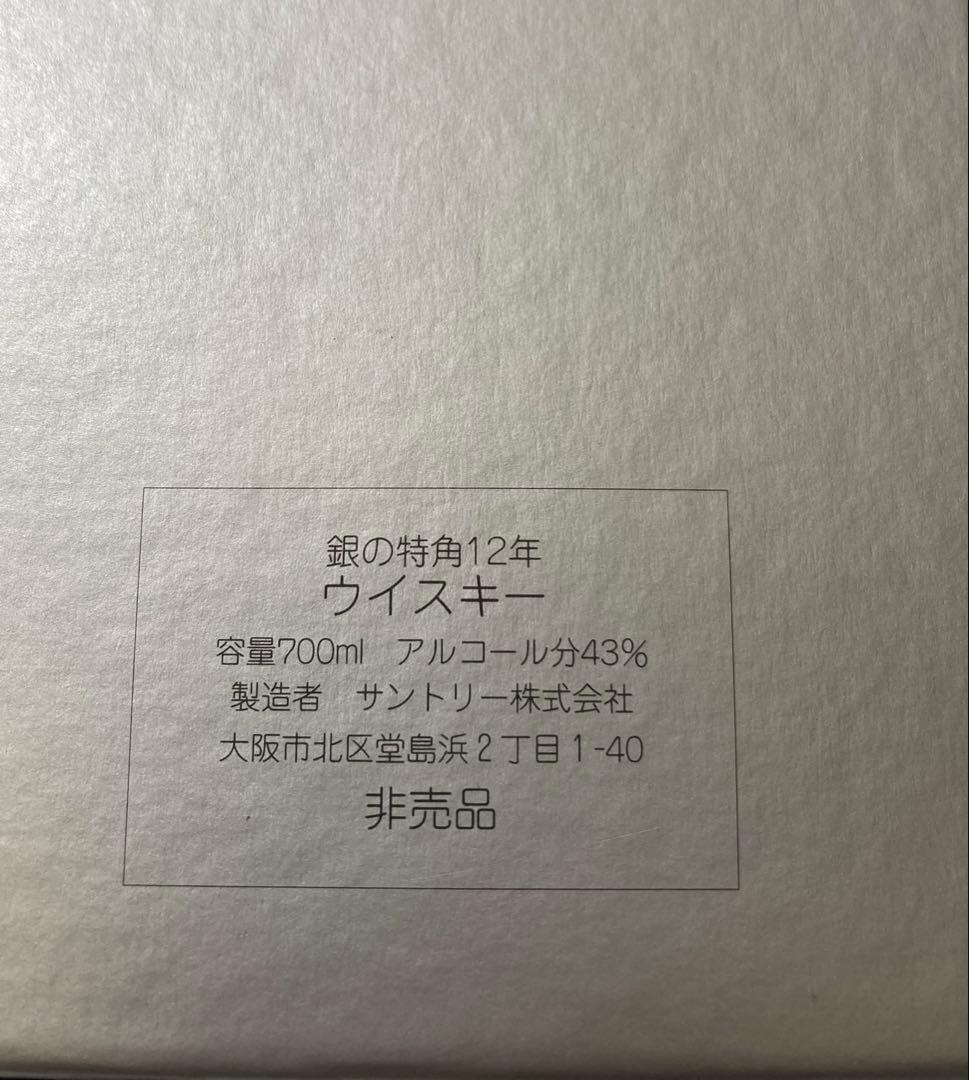 銀の特角12年
ウイスキー
容量700ml　アルコール分43%
製造者　サントリー株式会社
大阪市北区堂島浜２丁目１-40
非売品